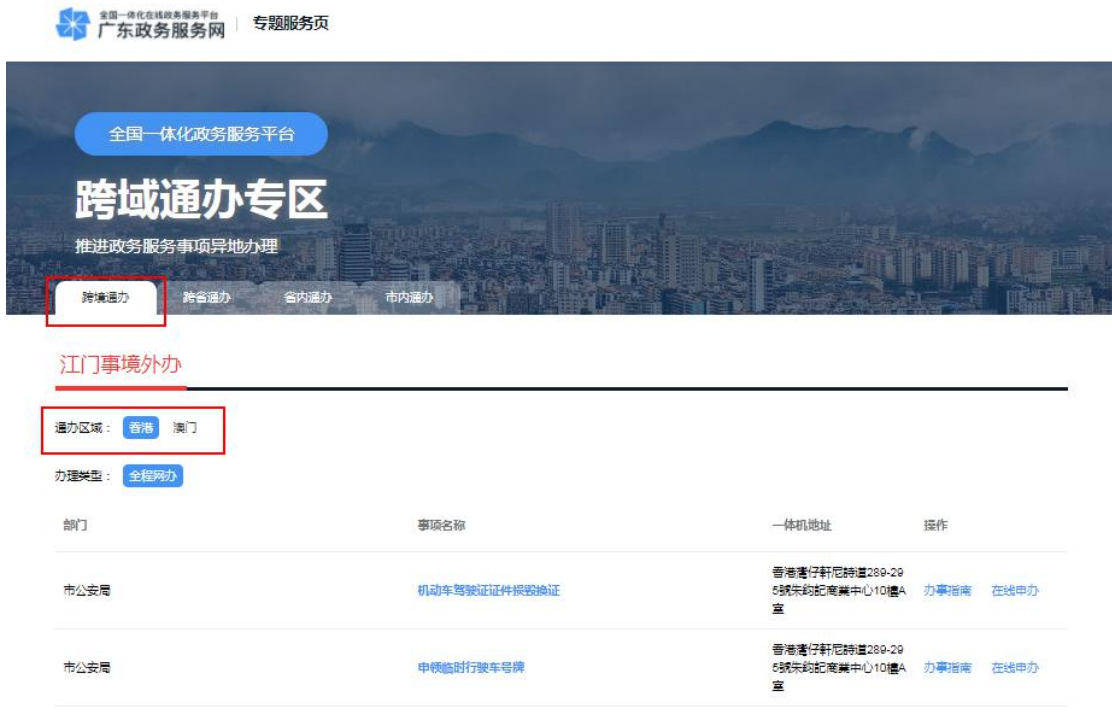 全国一体化在线政务服务平台
广东政务服务网 专题服务页
全国一体化政务服务平台
跨域通办专区
推进政务服务事项异地办理
跨境通办 跨省通办 省内通办 市内通办
江门事境外办
通办区域： 香港 澳门
办理类型： 全程网办
部门 事项名称 一体机地址 操作
香港灣仔軒尼詩道289-29
市公安局 机动车驾驶证证件损毁换证 5號朱鈞記商業中心10樓A 办事指南 在线申办
室
香港灣仔軒尼詩道289-29
市公安局 申领临时行驶车号牌 5號朱鈞記商業中心10樓A 办事指南 在线申办
室